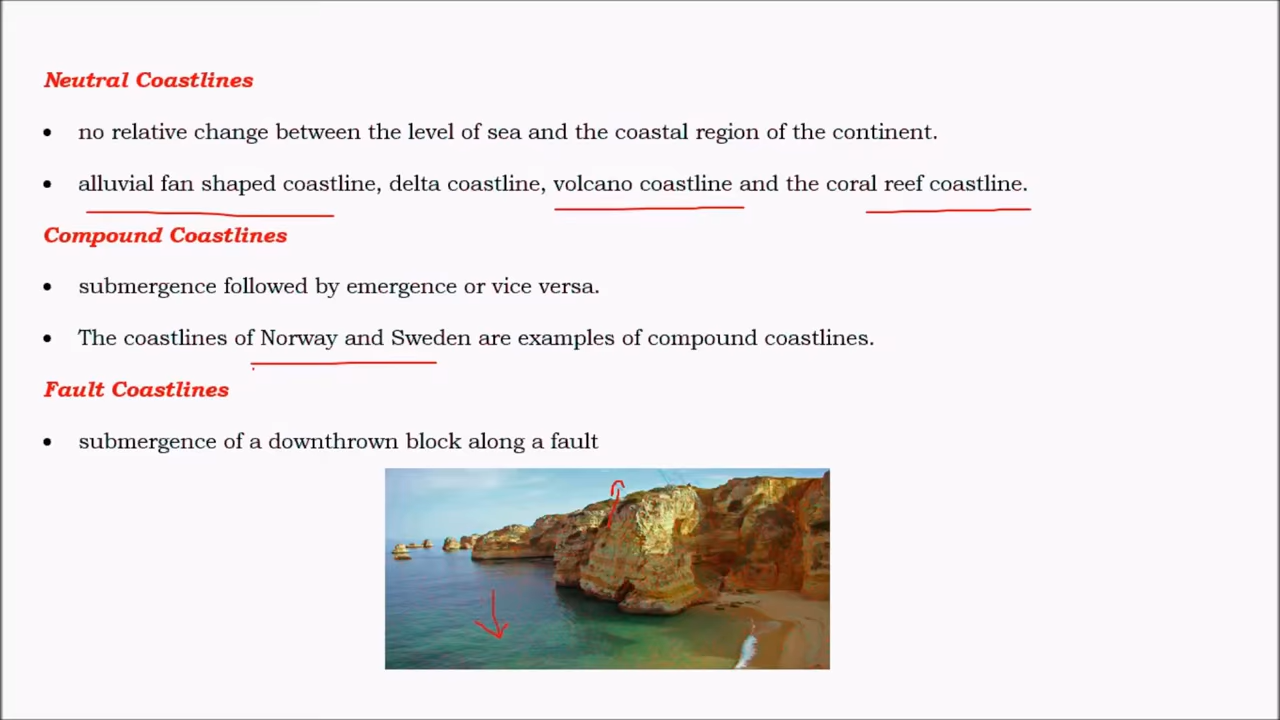 Neutral Coastlines
• no relative change between the level of sea and the coastal region of the continent.
• alluvial fan shaped coastline, delta coastline, volcano coastline and the coral reef coastline.
Compound Coastlines
• submergence followed by emergence or vice versa.
• The coastlines of Norway and Sweden are examples of compound coastlines.
Fault Coastlines
• submergence of a downthrown block along a fault